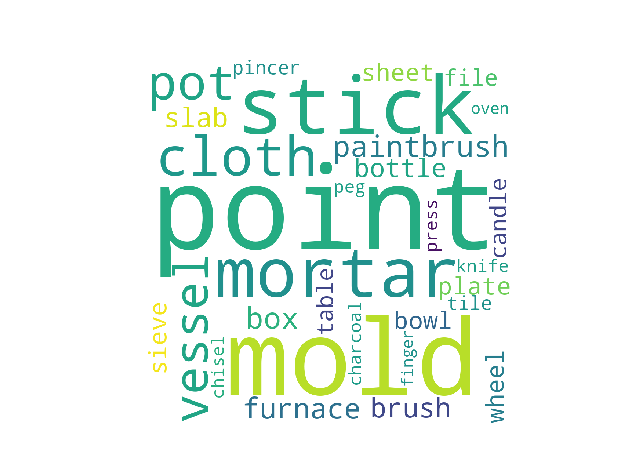 pincer
sheet
file
pot
stick
oven
slab
cloth
paintbrush
bottle
peg
point
press
candle
mortar
knife
vessel
table
plate
tile
sieve
box
charcoal
bowl
chisel
mold
finger
wheel
furnace
brush